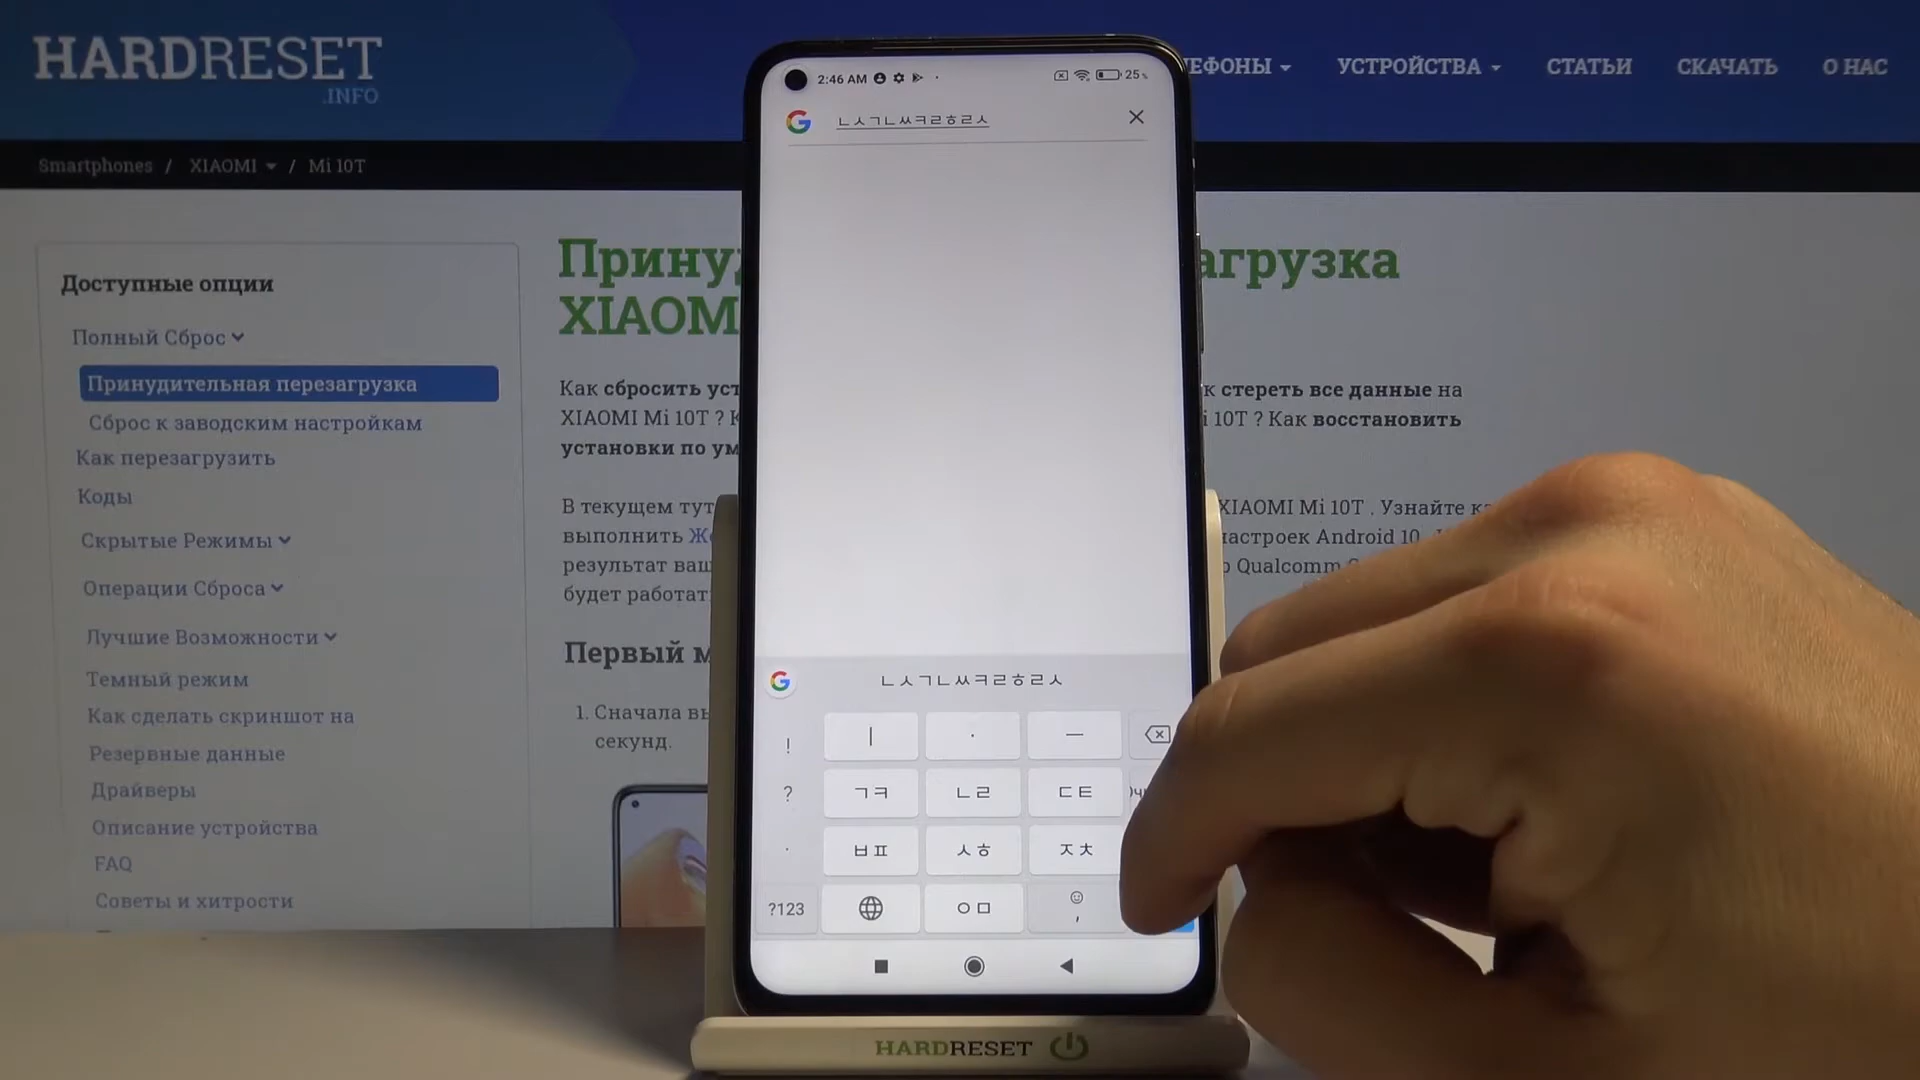 HARDRESET
.INFO
ЕФОНЫ УСТРОЙСТВА СТАТЬИ СКАЧАТЬ О НАС
Smartphones / XIAOMI / Mi 10T
Доступные опции
Полный Сброс
Принудительная перезагрузка
Сброс к заводским настройкам
Как перезагрузить
Коды
Скрытые Режимы
Операции Сброса
Лучшие Возможности
Темный режим
Как сделать скриншот на
Резервные данные
Драйверы
Описание устройства
FAQ
Советы и хитрости
Прину агрузка
XIAOM
Как сбросить уст к стереть все данные на
XIAOMI Mi 10T ? К i 10T ? Как восстановить
установки по ум
В текущем тут XIAOMI Mi 10T . Узнайте к
выполнить Же настроек Android 10
результат ваш Qualcomm
будет работат
Первый м
1. Сначала вы
секунд.
2:46 AM 25%
ㄴㅅㄱㄴㅆㅋㄹㅎㄹㅅ
ㄴㅅㄱㄴㅆㅋㄹㅎㄹㅅ
! ㅣ · ㅡ
? ㄱㅋ ㄴㄹ ㄷㅌ
. ㅂㅍ ㅅㅎ ㅈㅊ
?123 ㅇㅁ ,
HARDRESET